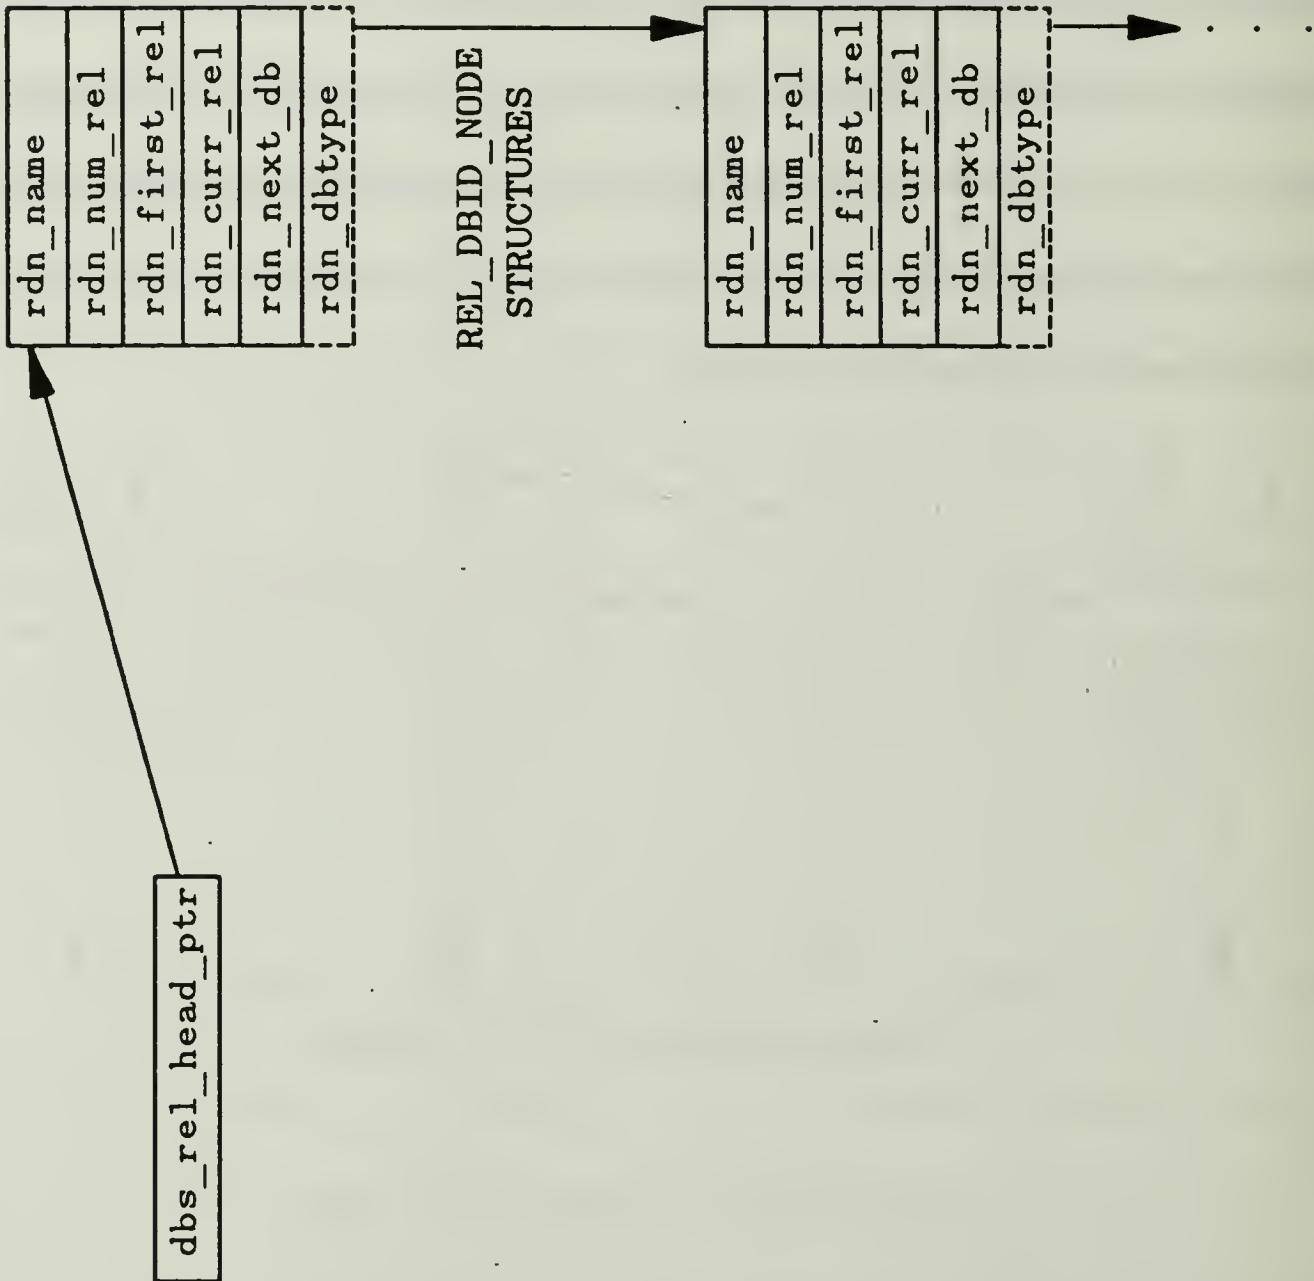 dbs_rel_head_ptr
rdn_name
rdn_num_rel
rdn_first_rel
rdn_curr_rel
rdn_next_db
rdn_dbtype
REL_DBID_NODE
STRUCTURES
rdn_name
rdn_num_rel
rdn_first_rel
rdn_curr_rel
rdn_next_db
rdn_dbtype
. . .